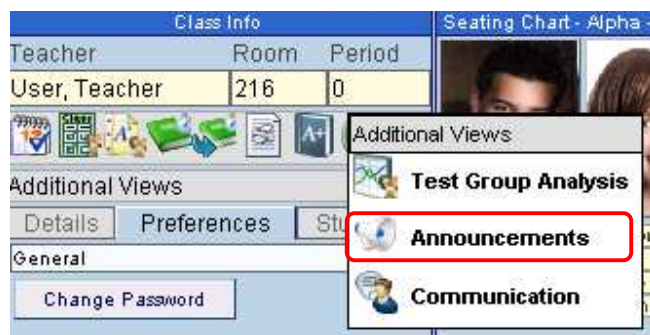 Class Info
Seating Chart - Alpha -
Teacher Room Period
User, Teacher 216 0
Additional Views
Additional Views
Test Group Analysis
Details Preferences Stu
Announcements
General
Change Password
Communication